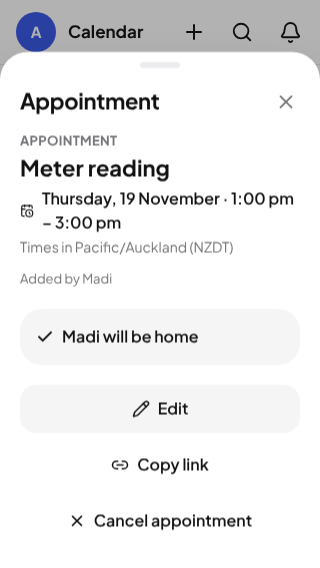 A Calendar
Appointment
APPOINTMENT
Meter reading
Thursday, 19 November · 1:00 pm
– 3:00 pm
Times in Pacific/Auckland (NZDT)
Added by Madi
Madi will be home
Edit
Copy link
Cancel appointment